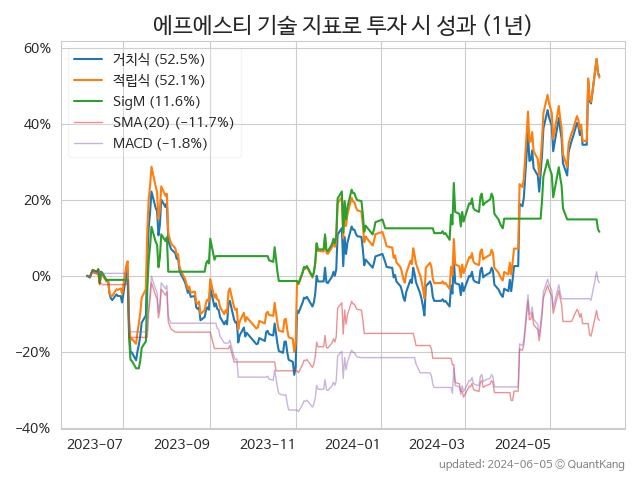 에프에스티 기술 지표로 투자 시 성과 (1년)
60%
40%
20%
0%
−20%
−40%
거치식 (52.5%)
적립식 (52.1%)
SigM (11.6%)
SMA(20) (−11.7%)
MACD (−1.8%)
2023-07
2023-09
2023-11
2024-01
2024-03
2024-05
updated: 2024-06-05 © QuantKang